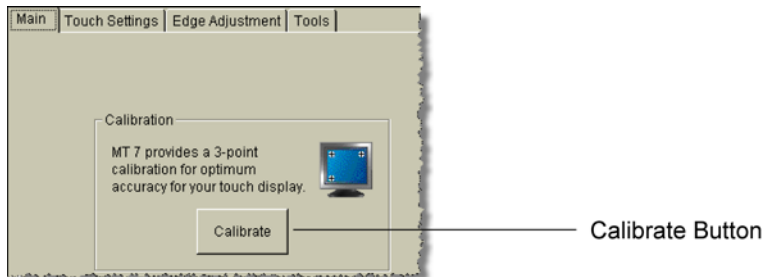 Main Touch Settings Edge Adjustment Tools
Calibration
MT 7 provides a 3-point
calibration for optimum
accuracy for your touch display.
Calibrate
Calibrate Button